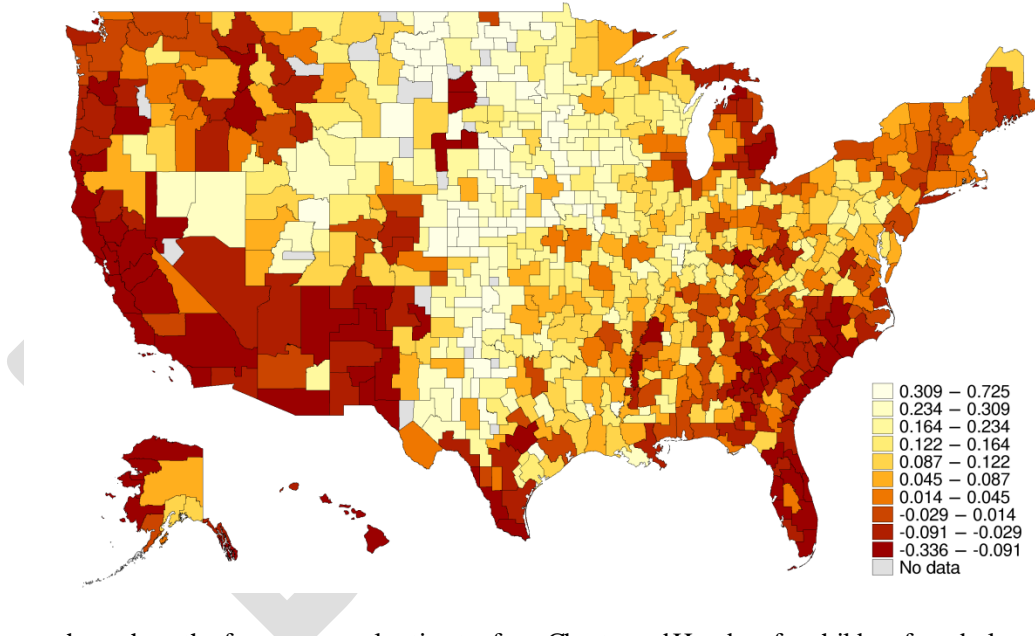 0.309 – 0.725
0.234 – 0.309
0.164 – 0.234
0.122 – 0.164
0.087 – 0.122
0.045 – 0.087
0.014 – 0.045
-0.029 – 0.014
-0.091 – -0.029
-0.336 – -0.091
No data